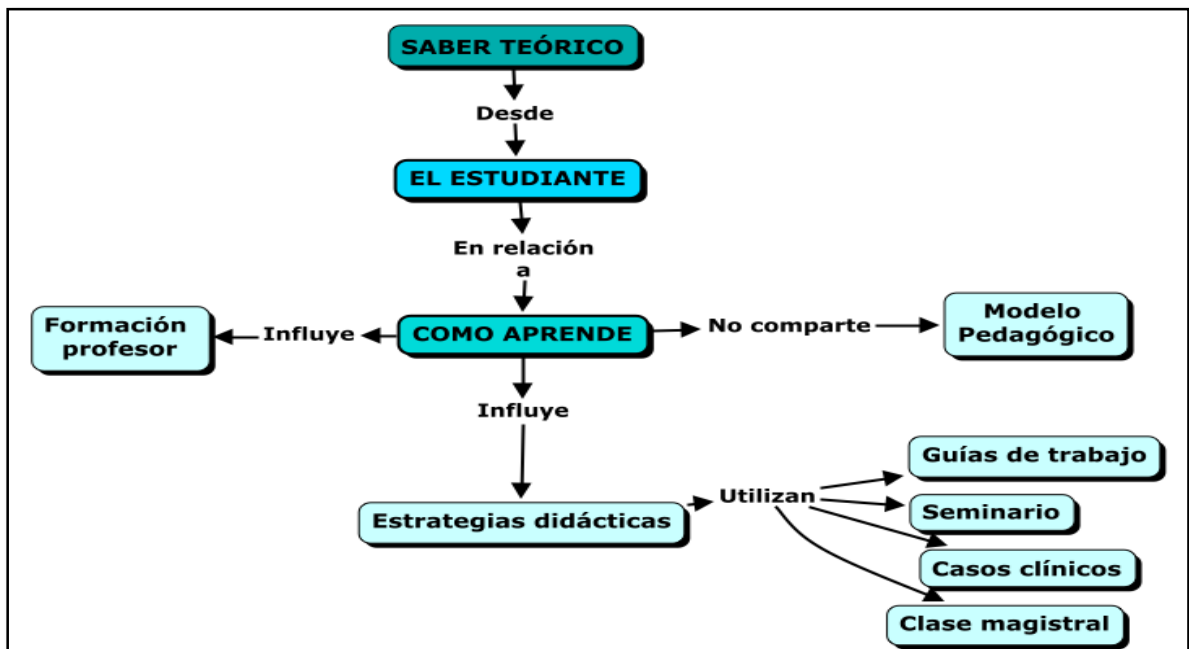 SABER TEÓRICO
Desde
EL ESTUDIANTE
En relación
a
Formación
profesor
Influye
COMO APRENDE
No comparte
Modelo
Pedagógico
Influye
Estrategias didácticas
Utilizan
Guías de trabajo
Seminario
Casos clínicos
Clase magistral